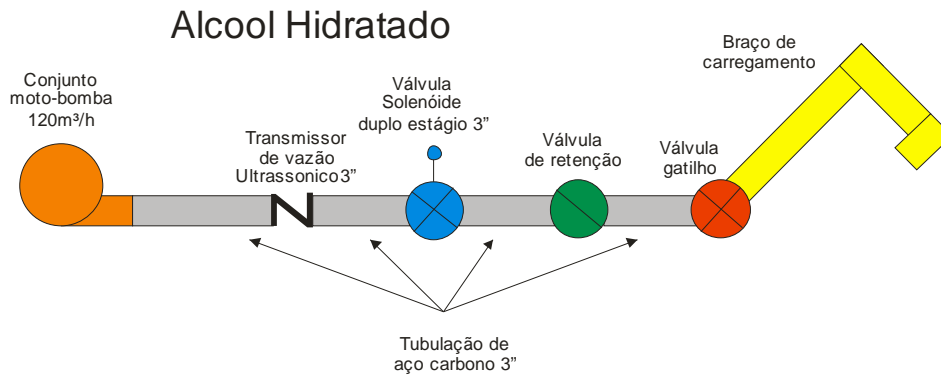 Alcool Hidratado
Conjunto
moto-bomba
120m³/h
Transmissor
de vazão
Ultrassonico3”
Válvula
Solenóide
duplo estágio 3”
Válvula
de retenção
Válvula
gatilho
Braço de
carregamento
Tubulação de
aço carbono 3”